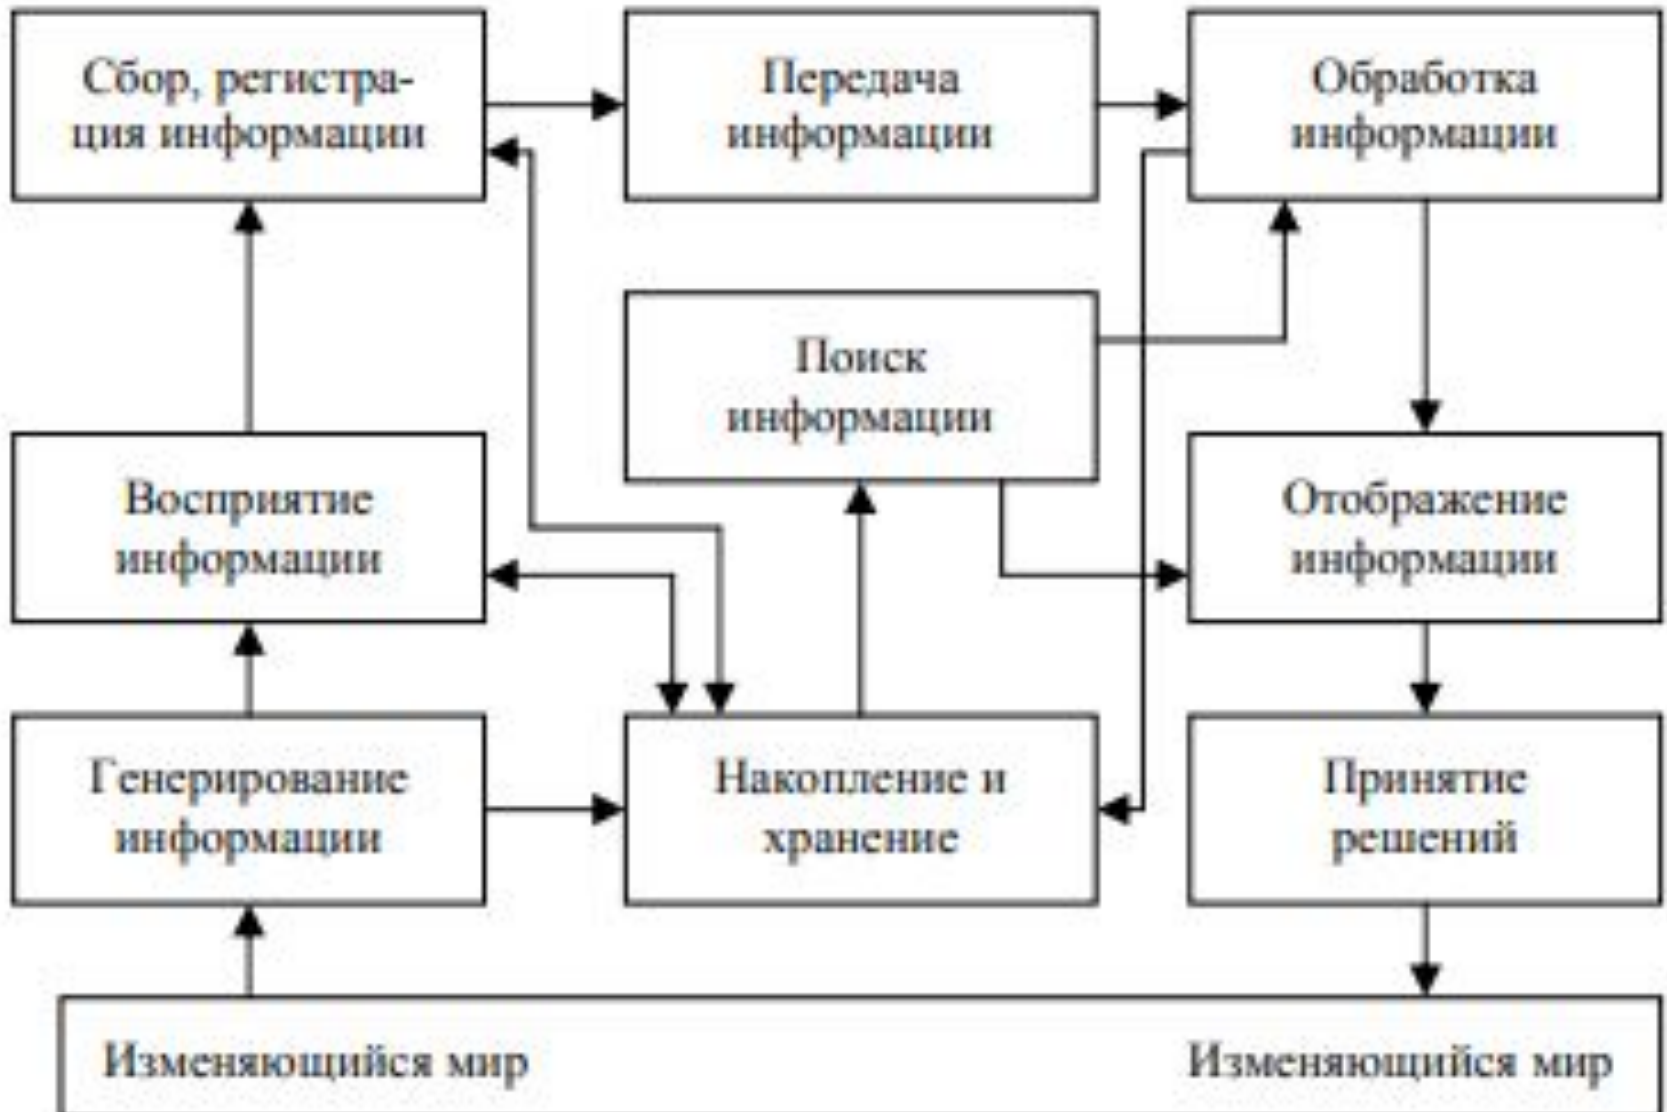 Сбор, регистра-
ция информации
Передача
информации
Обработка
информации
Поиск
информации
Восприятие
информации
Отображение
информации
Генерирование
информации
Накопление и
хранение
Принятие
решений
Изменяющийся мир
Изменяющийся мир